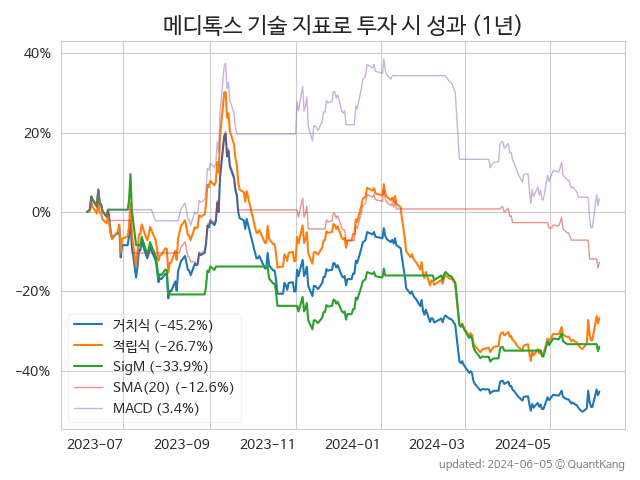 메디톡스 기술 지표로 투자 시 성과 (1년)
40%
20%
0%
−20%
−40%
거치식 (−45.2%)
적립식 (−26.7%)
SigM (−33.9%)
SMA(20) (−12.6%)
MACD (3.4%)
2023−07 2023−09 2023−11 2024−01 2024−03 2024−05
updated: 2024−06−05 © QuantKang